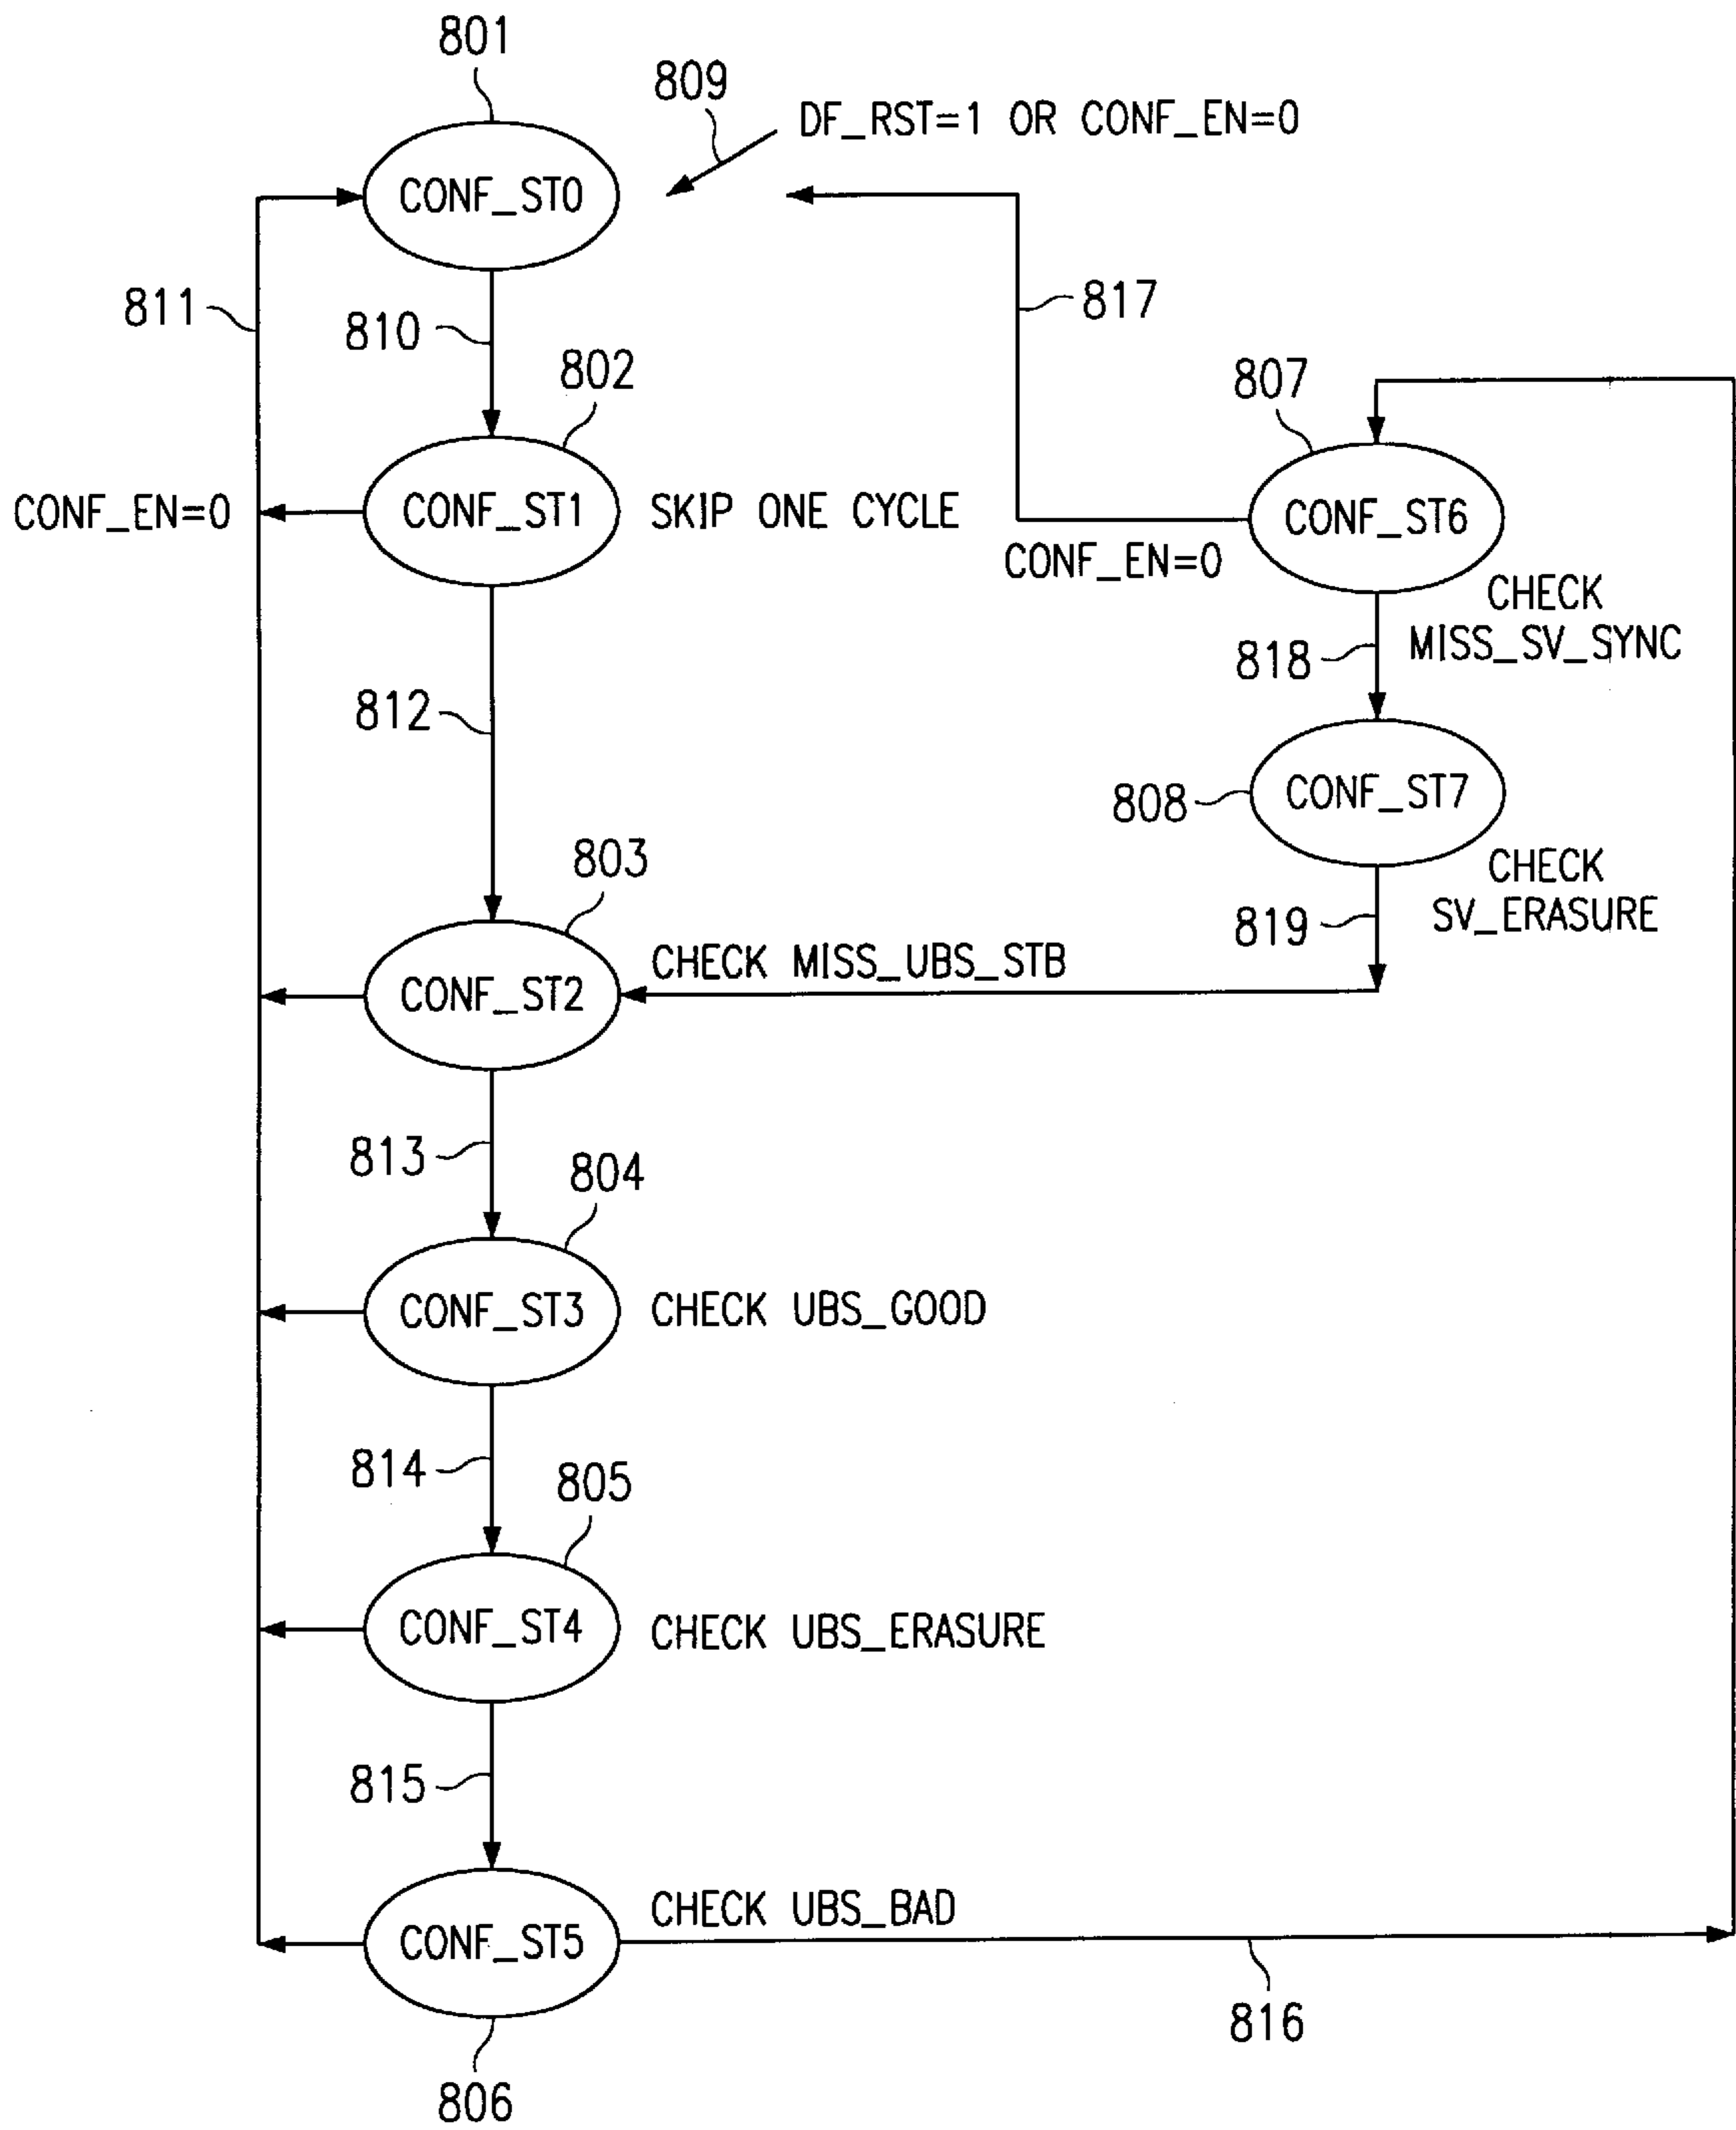 801
809
DF_RST=1 OR CONF_EN=0
CONF_ST0
811
810
817
802
807
CONF_EN=0
CONF_ST1
SKIP ONE CYCLE
CONF_ST6
CONF_EN=0
CHECK
MISS_SV_SYNC
818
812
808
CONF_ST7
803
CHECK
SV_ERASURE
819
CHECK MISS_UBS_STB
CONF_ST2
813
804
CONF_ST3
CHECK UBS_GOOD
814
805
CONF_ST4
CHECK UBS_ERASURE
815
CHECK UBS_BAD
CONF_ST5
816
806